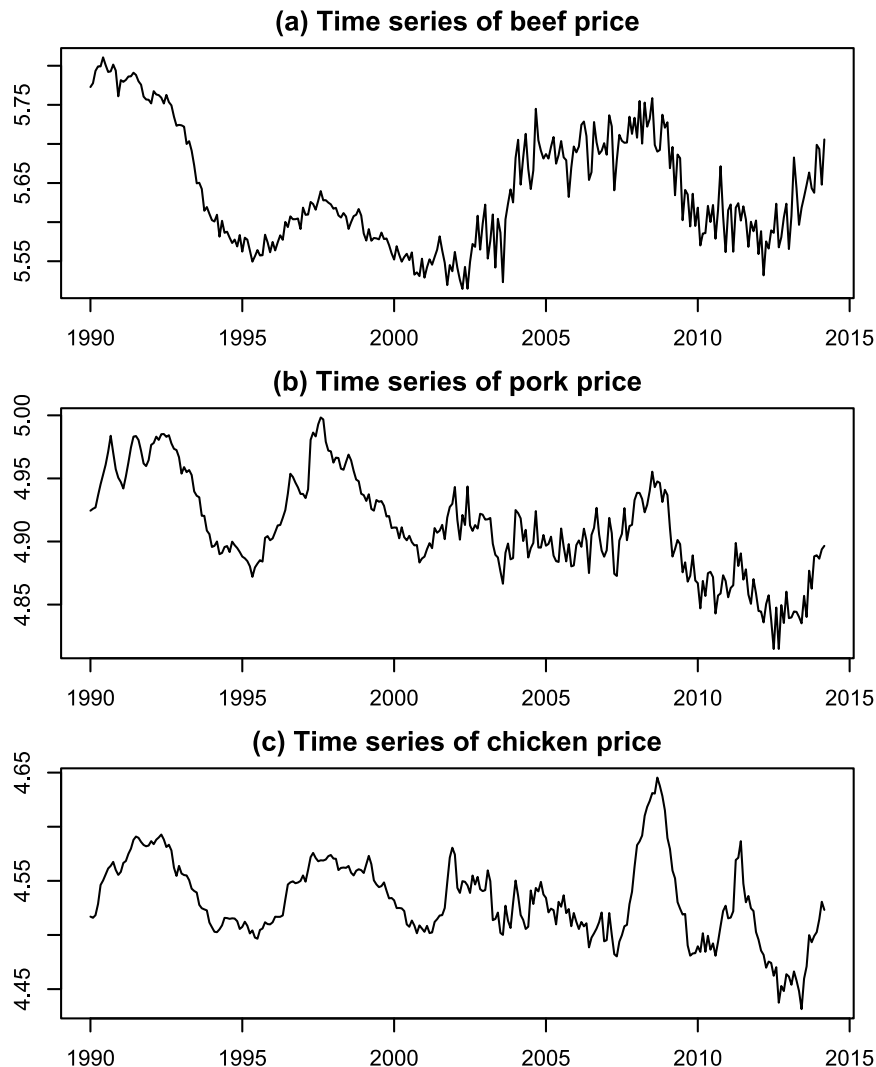 (a) Time series of beef price
5.75
5.65
5.55
1990 1995 2000 2005 2010 2015
(b) Time series of pork price
5.00
4.95
4.90
4.85
1990 1995 2000 2005 2010 2015
(c) Time series of chicken price
4.65
4.55
4.45
1990 1995 2000 2005 2010 2015